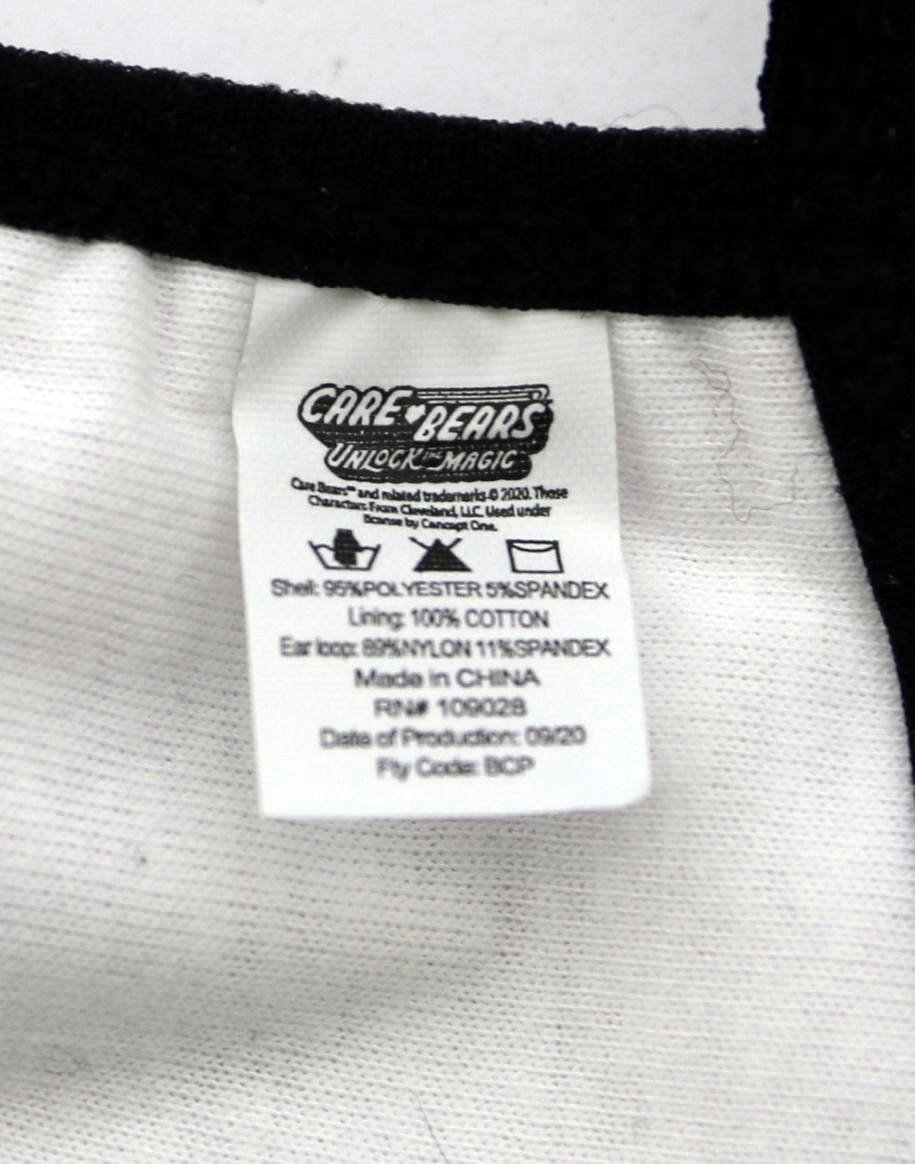 CARE BEARS
UNLOCK THE MAGIC
Care Bears™ and related trademarks © 2020. Those
Characters From Cleveland, LLC. Used under
license by Concept One.
Shell: 95%POLYESTER 5%SPANDEX
Lining: 100% COTTON
Ear loop: 89%NYLON 11%SPANDEX
Made in CHINA
RN# 109028
Date of Production: 09/20
Fty Code: BCP